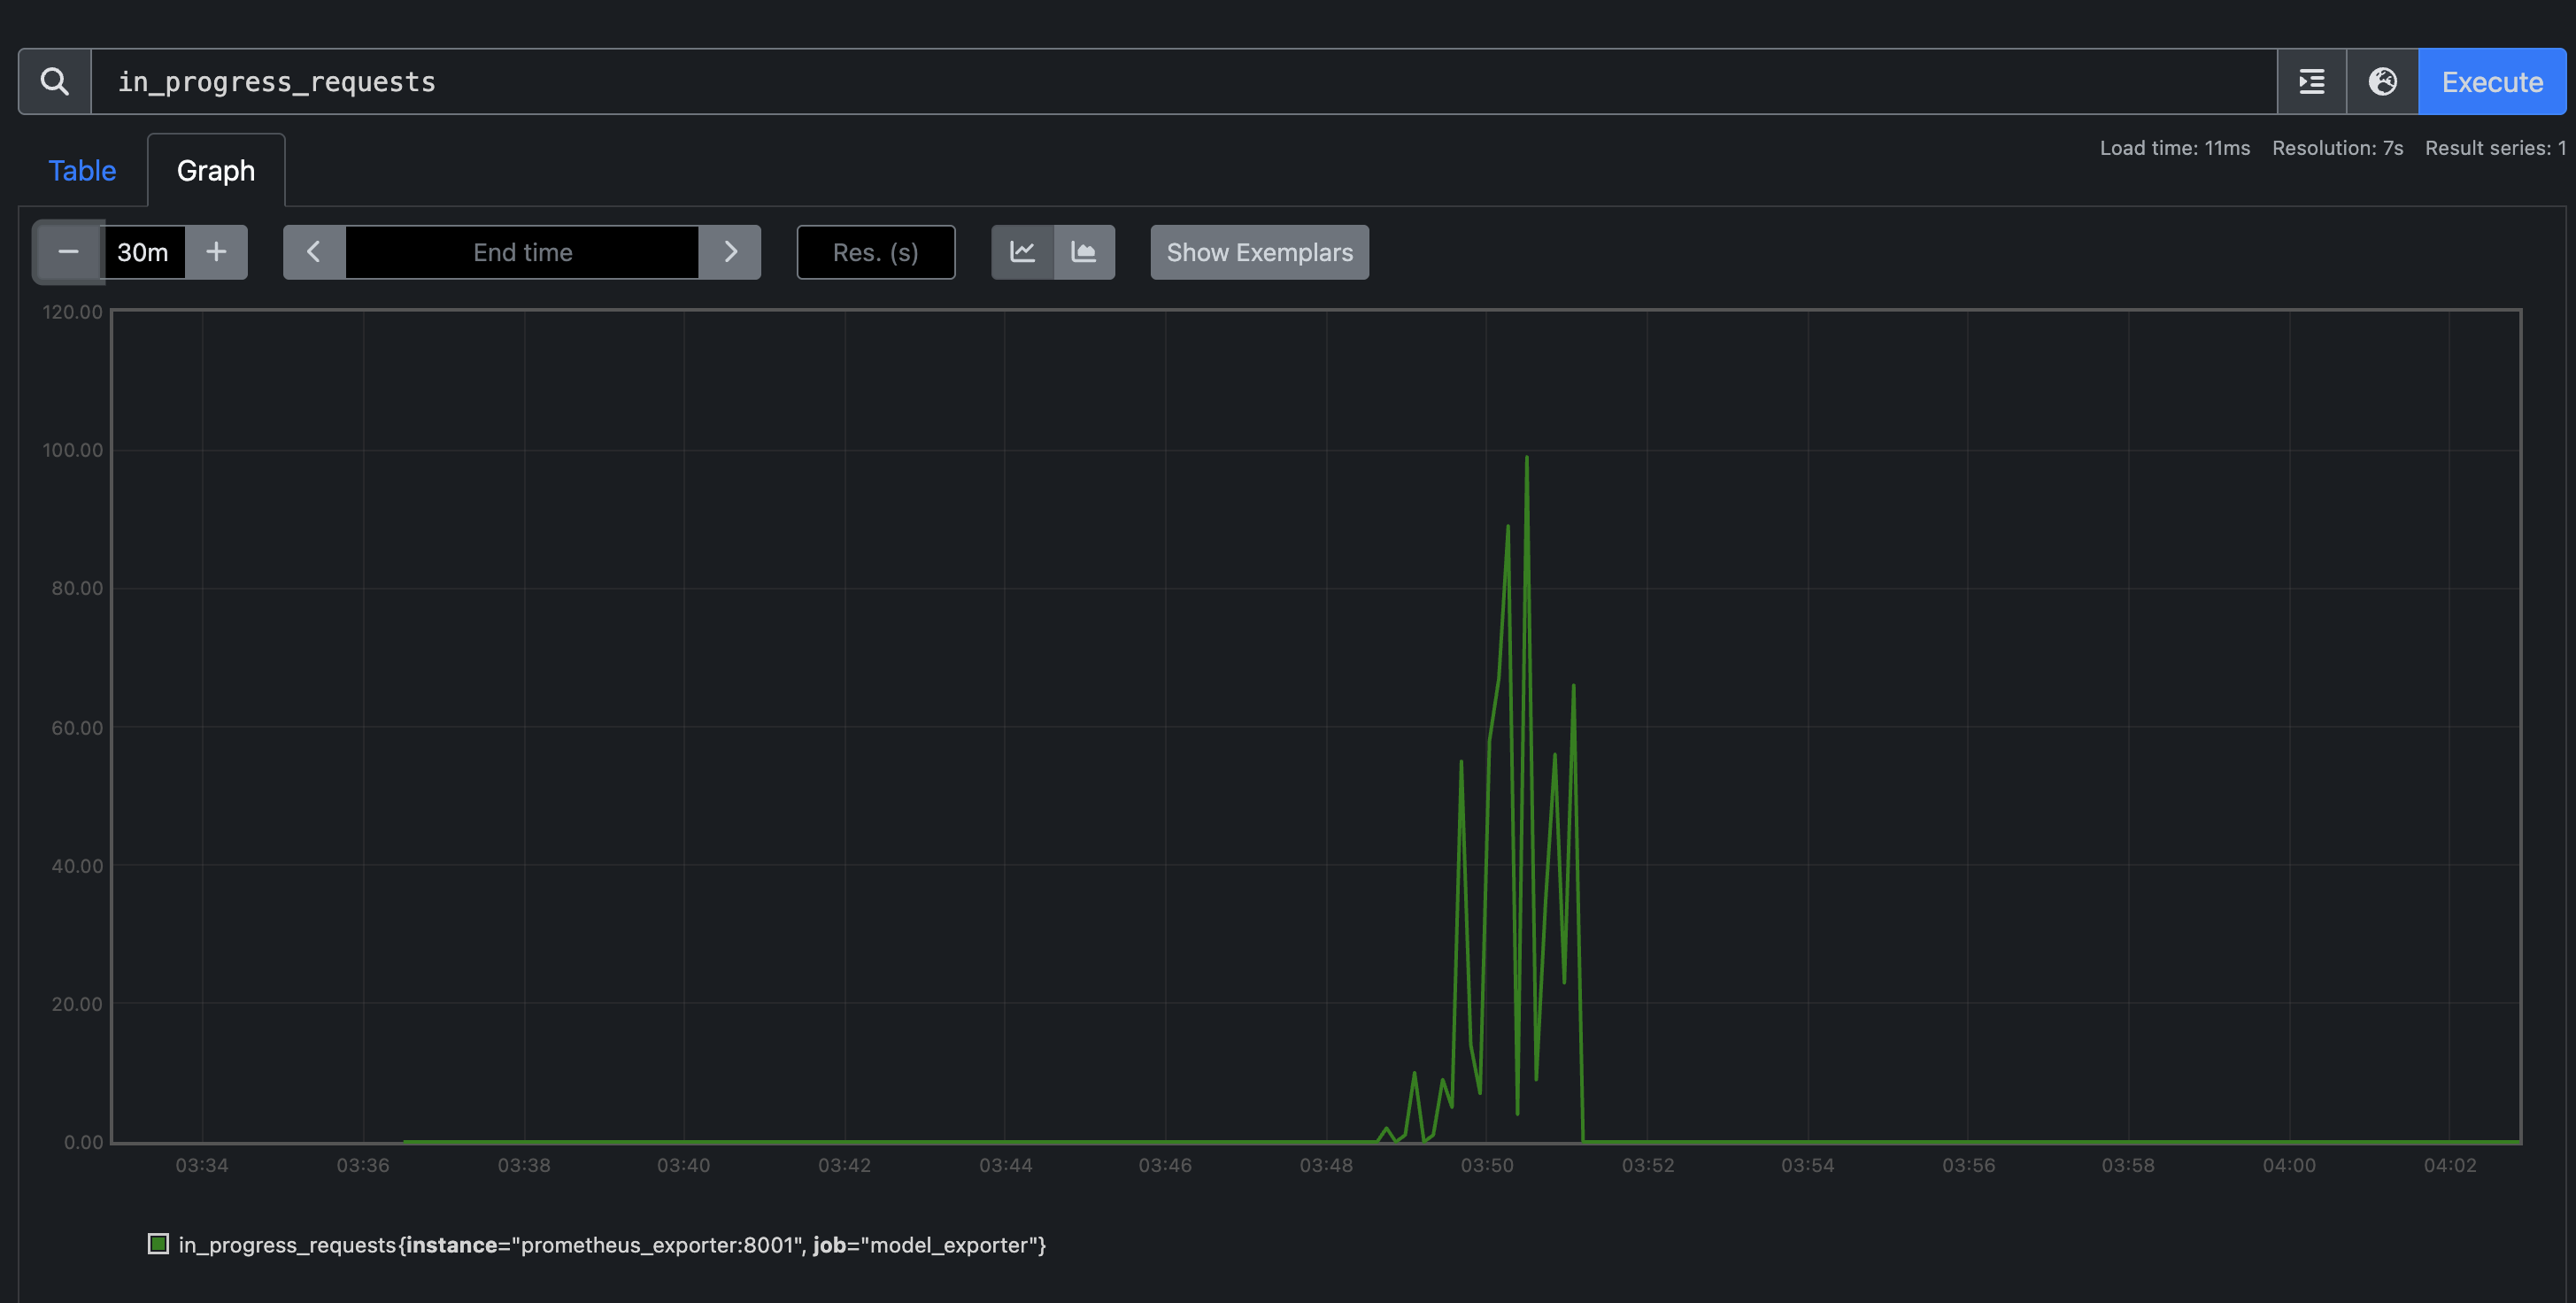 in_progress_requests
Execute
Table
Graph
Load time: 11ms Resolution: 7s Result series: 1
30m
End time
Res. (s)
Show Exemplars
120.00
100.00
80.00
60.00
40.00
20.00
0.00
03:34 03:36 03:38 03:40 03:42 03:44 03:46 03:48 03:50 03:52 03:54 03:56 03:58 04:00 04:02
in_progress_requests{instance="prometheus_exporter:8001", job="model_exporter"}